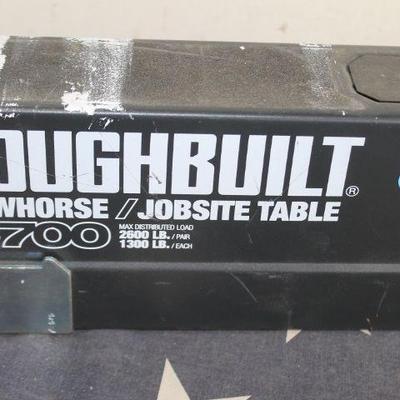 OUGHBUILT®
WHORSE / JOBSITE TABLE
700
MAX DISTRIBUTED LOAD
2600 LB. / PAIR
1300 LB. / EACH